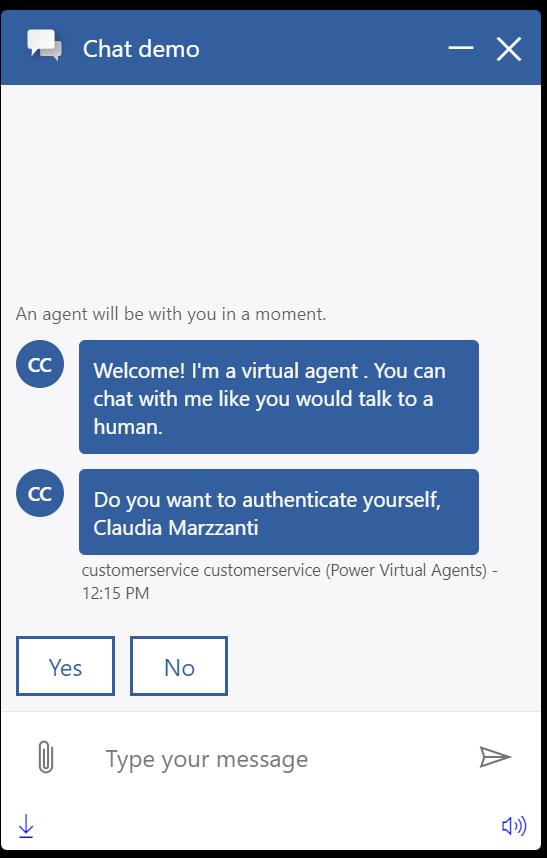 Chat demo
An agent will be with you in a moment.
CC
Welcome! I'm a virtual agent . You can
chat with me like you would talk to a
human.
CC
Do you want to authenticate yourself,
Claudia Marzzanti
customerservice customerservice (Power Virtual Agents) -
12:15 PM
Yes
No
Type your message